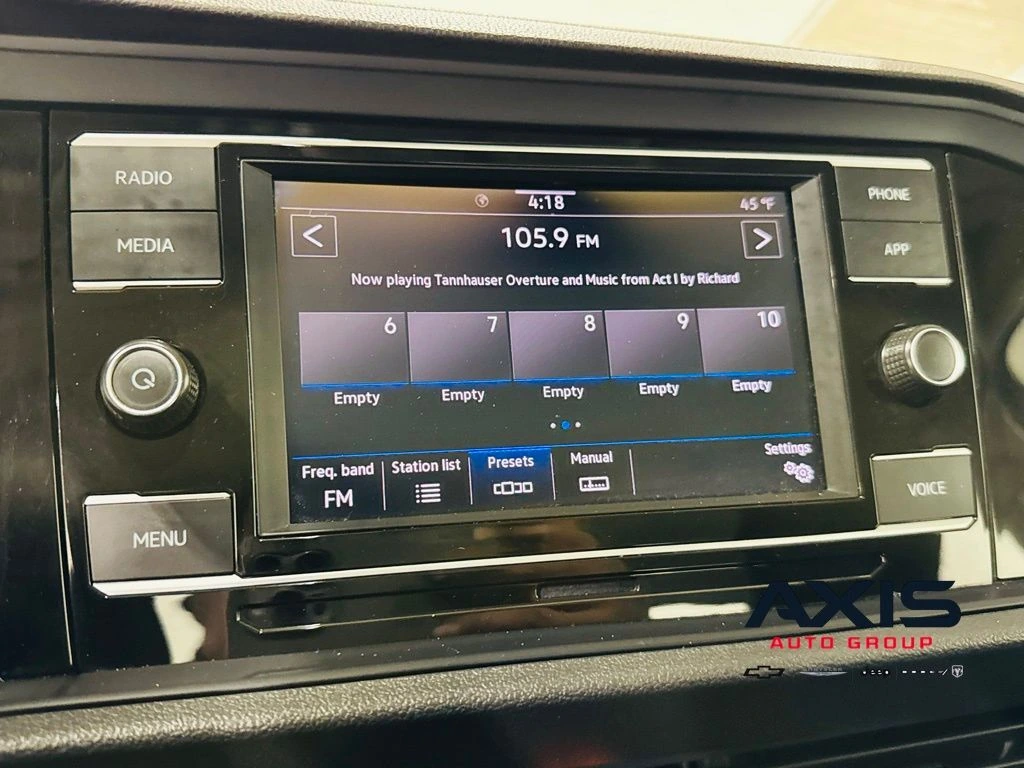 RADIO
MEDIA
MENU
4:18
45 °F
<
105.9 FM
>
Now playing Tannhauser Overture and Music from Act I by Richard
6 7 8 9 10
Empty Empty Empty Empty Empty
Freq. band Station list Presets Manual Settings
FM
PHONE
APP
VOICE
AXIS
AUTO GROUP